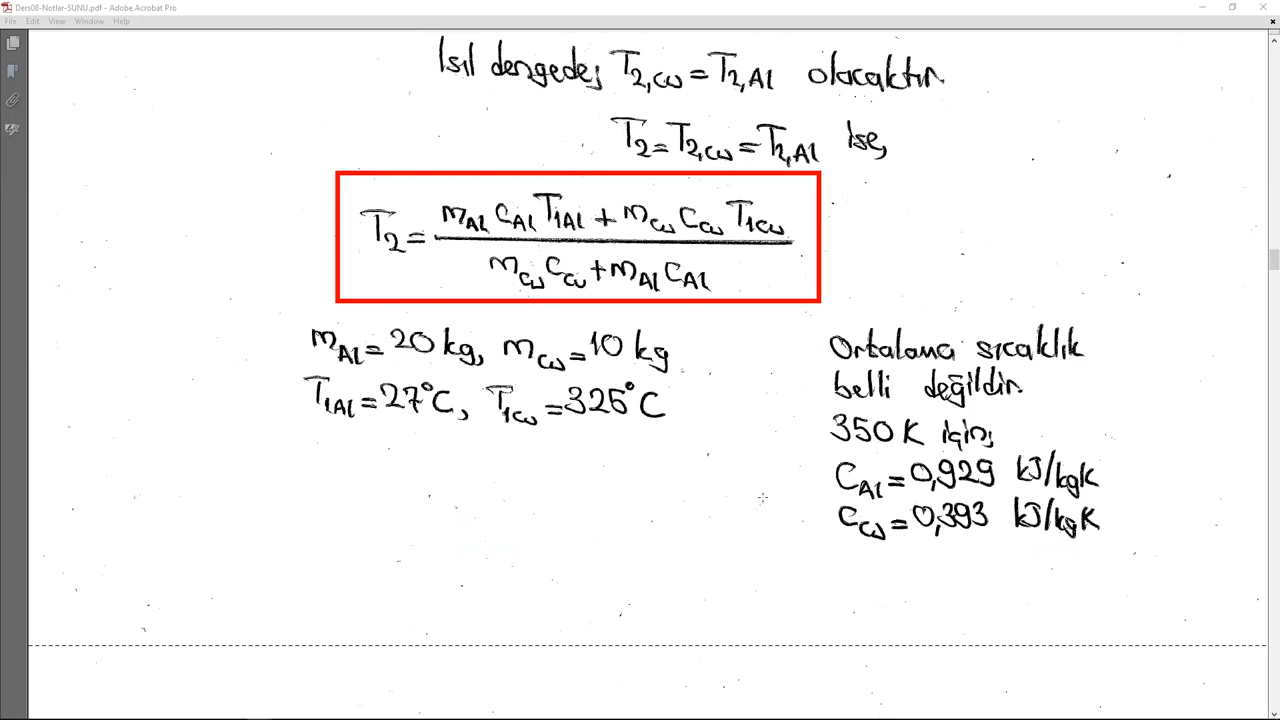 Ders08-Notlar-SUNU.pdf - Adobe Acrobat Pro
File Edit View Window Help
Isıl dengede, T2,Cu = T2,Al olacaktır.
T2 = T2,Cu = T2,Al ise,
T2 = mAl CAl T1Al + mCu CCu T1Cu
mCu CCu + mAl CAl
mAl = 20 kg, mCu = 10 kg
T1Al = 27°C, T1Cu = 325°C
Ortalama sıcaklık
belli değildir.
350 K için,
CAl = 0,929 kJ/kgK
CCu = 0,393 kJ/kgK